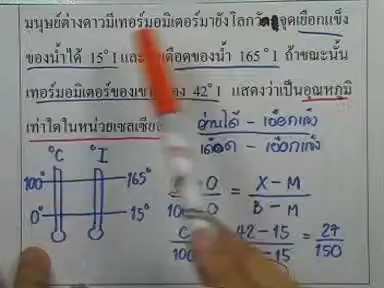 มนุษย์ต่างดาวมีเทอร์มอมิเตอร์มายังโลกวัดจุดเยือกแข็ง
ของน้ำได้ 15°I และ เดือดของน้ำ 165°I ถ้าขณะนั้น
เทอร์มอมิเตอร์ของเขา 42°I แสดงว่าเป็นอุณหภูมิ
เท่าใดในหน่วยเซลเซีย
อ่านได้ - เยือกแข็ง
เดือด - เยือกแข็ง
°C °I
100° 165°
0° 15°
- 0 = X - M
10 - 0 B - M
C 42 - 15 = 27
100 - 15 150